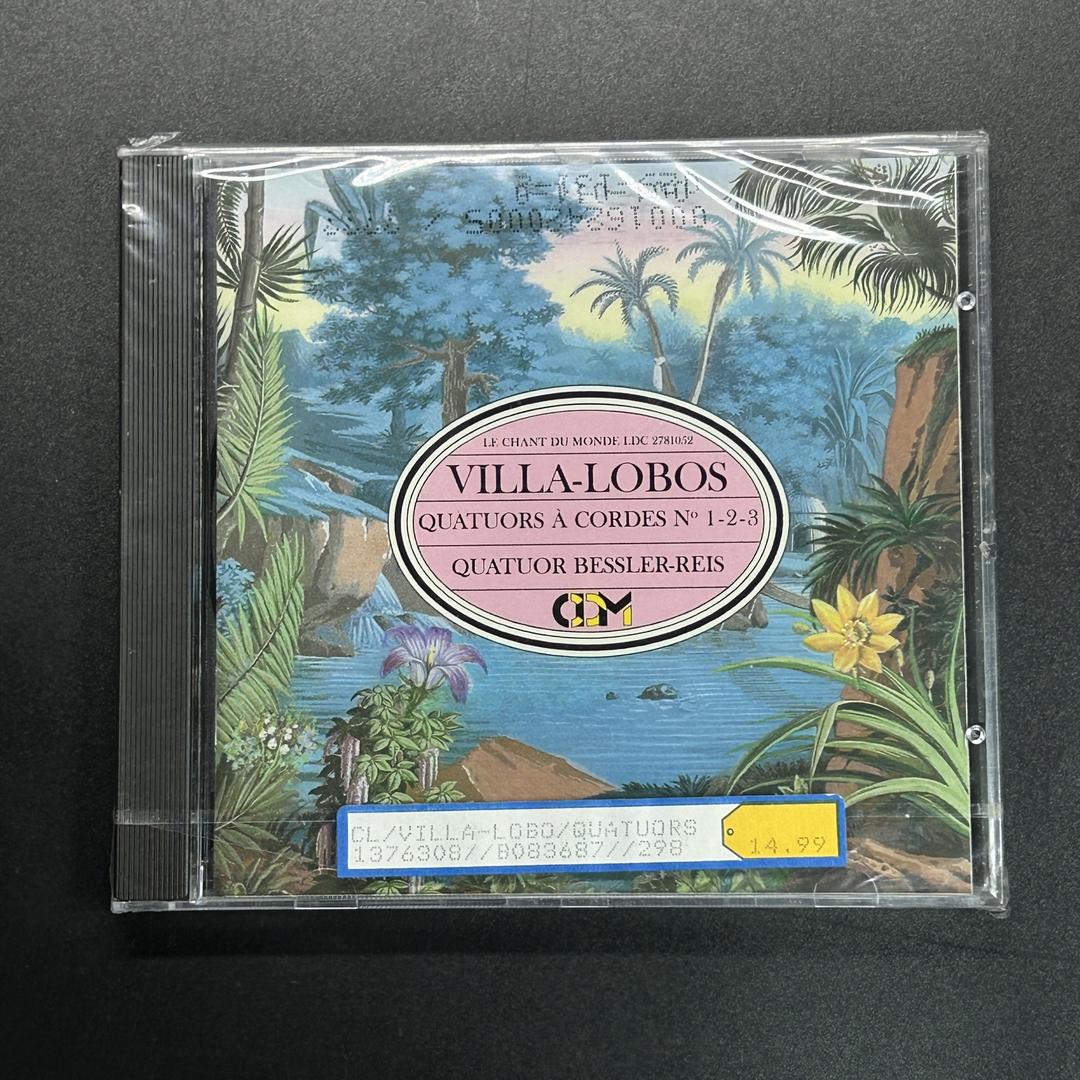 LE CHANT DU MONDE LDC 2781052
VILLA-LOBOS
QUATUORS À CORDES Nº 1-2-3
QUATUOR BESSLER-REIS
CDM
CL/VILLA-LOBO/QUATUORS
1376308//B083687//298
14.99